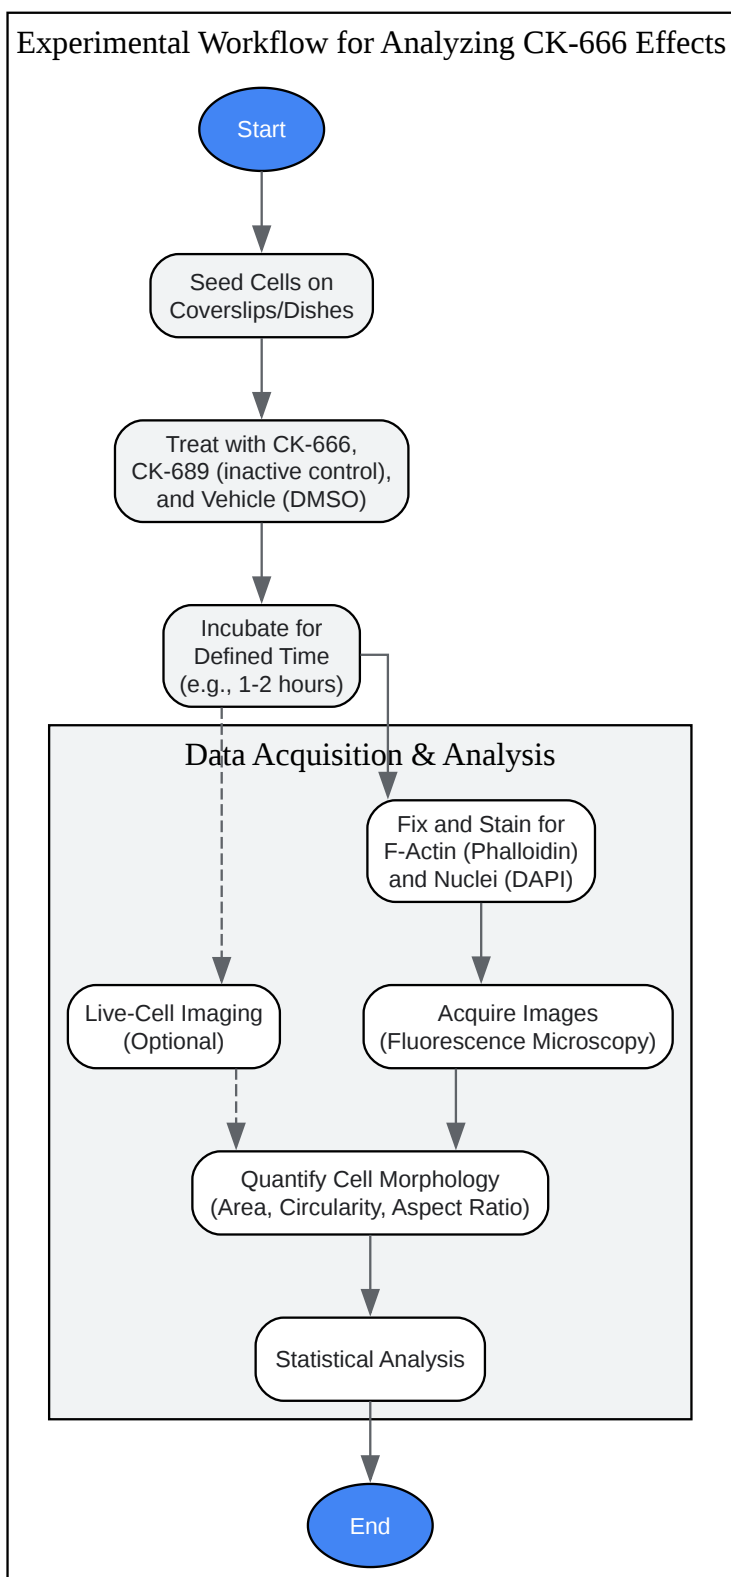 Experimental Workflow for Analyzing CK-666 Effects
Start
Seed Cells on
Coverslips/Dishes
Treat with CK-666,
CK-689 (inactive control),
and Vehicle (DMSO)
Incubate for
Defined Time
(e.g., 1-2 hours)
Data Acquisition & Analysis
Fix and Stain for
F-Actin (Phalloidin)
and Nuclei (DAPI)
Live-Cell Imaging
(Optional)
Acquire Images
(Fluorescence Microscopy)
Quantify Cell Morphology
(Area, Circularity, Aspect Ratio)
Statistical Analysis
End